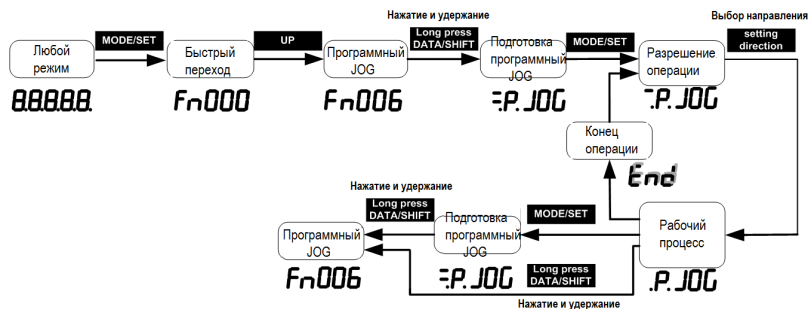 Нажатие и удержание
Выбор направления
Любой
режим
MODE/SET
Быстрый
переход
UP
Программный
JOG
Long press
DATA/SHIFT
Подготовка
программный
JOG
MODE/SET
Разрешение
операции
setting
direction
8.8.8.8.8.
Fn000
Fn006
P. JOG
P. JOG
Конец
операции
End
Нажатие и удержание
Программный
JOG
Long press
DATA/SHIFT
Подготовка
программный
JOG
MODE/SET
Рабочий
процесс
Fn006
P. JOG
Long press
DATA/SHIFT
.P. JOG
Нажатие и удержание